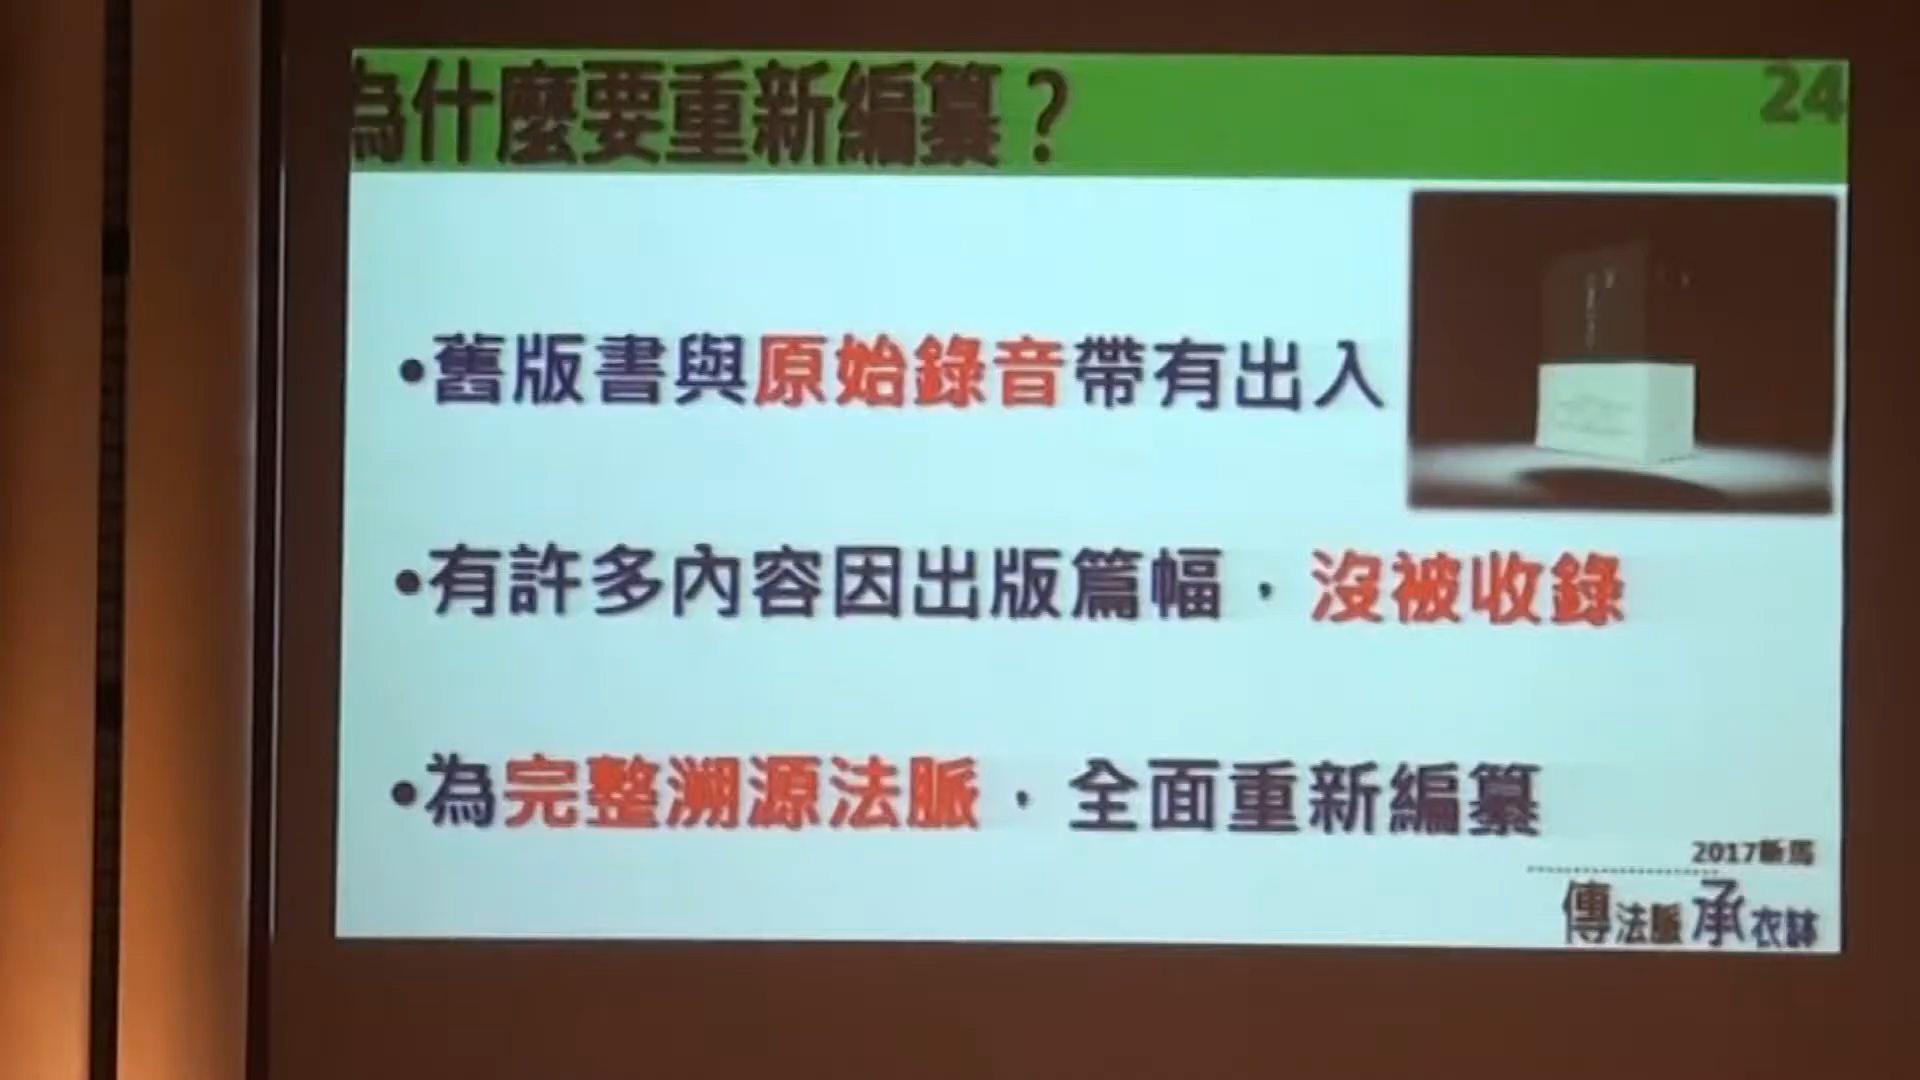 為什麼要重新編纂？
24
•舊版書與原始錄音帶有出入
•有許多內容因出版篇幅，沒被收錄
•為完整溯源法脈，全面重新編纂
2017新馬
傳法脈承衣缽